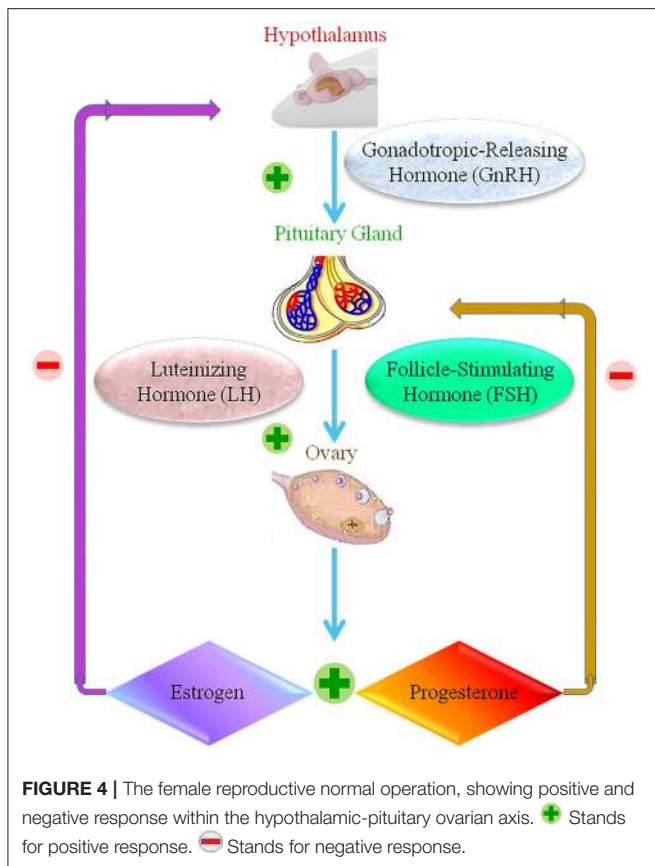 Hypothalamus
Gonadotropic-Releasing
Hormone (GnRH)
Pituitary Gland
Luteinizing
Hormone (LH)
Follicle-Stimulating
Hormone (FSH)
Ovary
Estrogen
Progesterone
FIGURE 4 | The female reproductive normal operation, showing positive and
negative response within the hypothalamic-pituitary ovarian axis. Stands
for positive response. Stands for negative response.